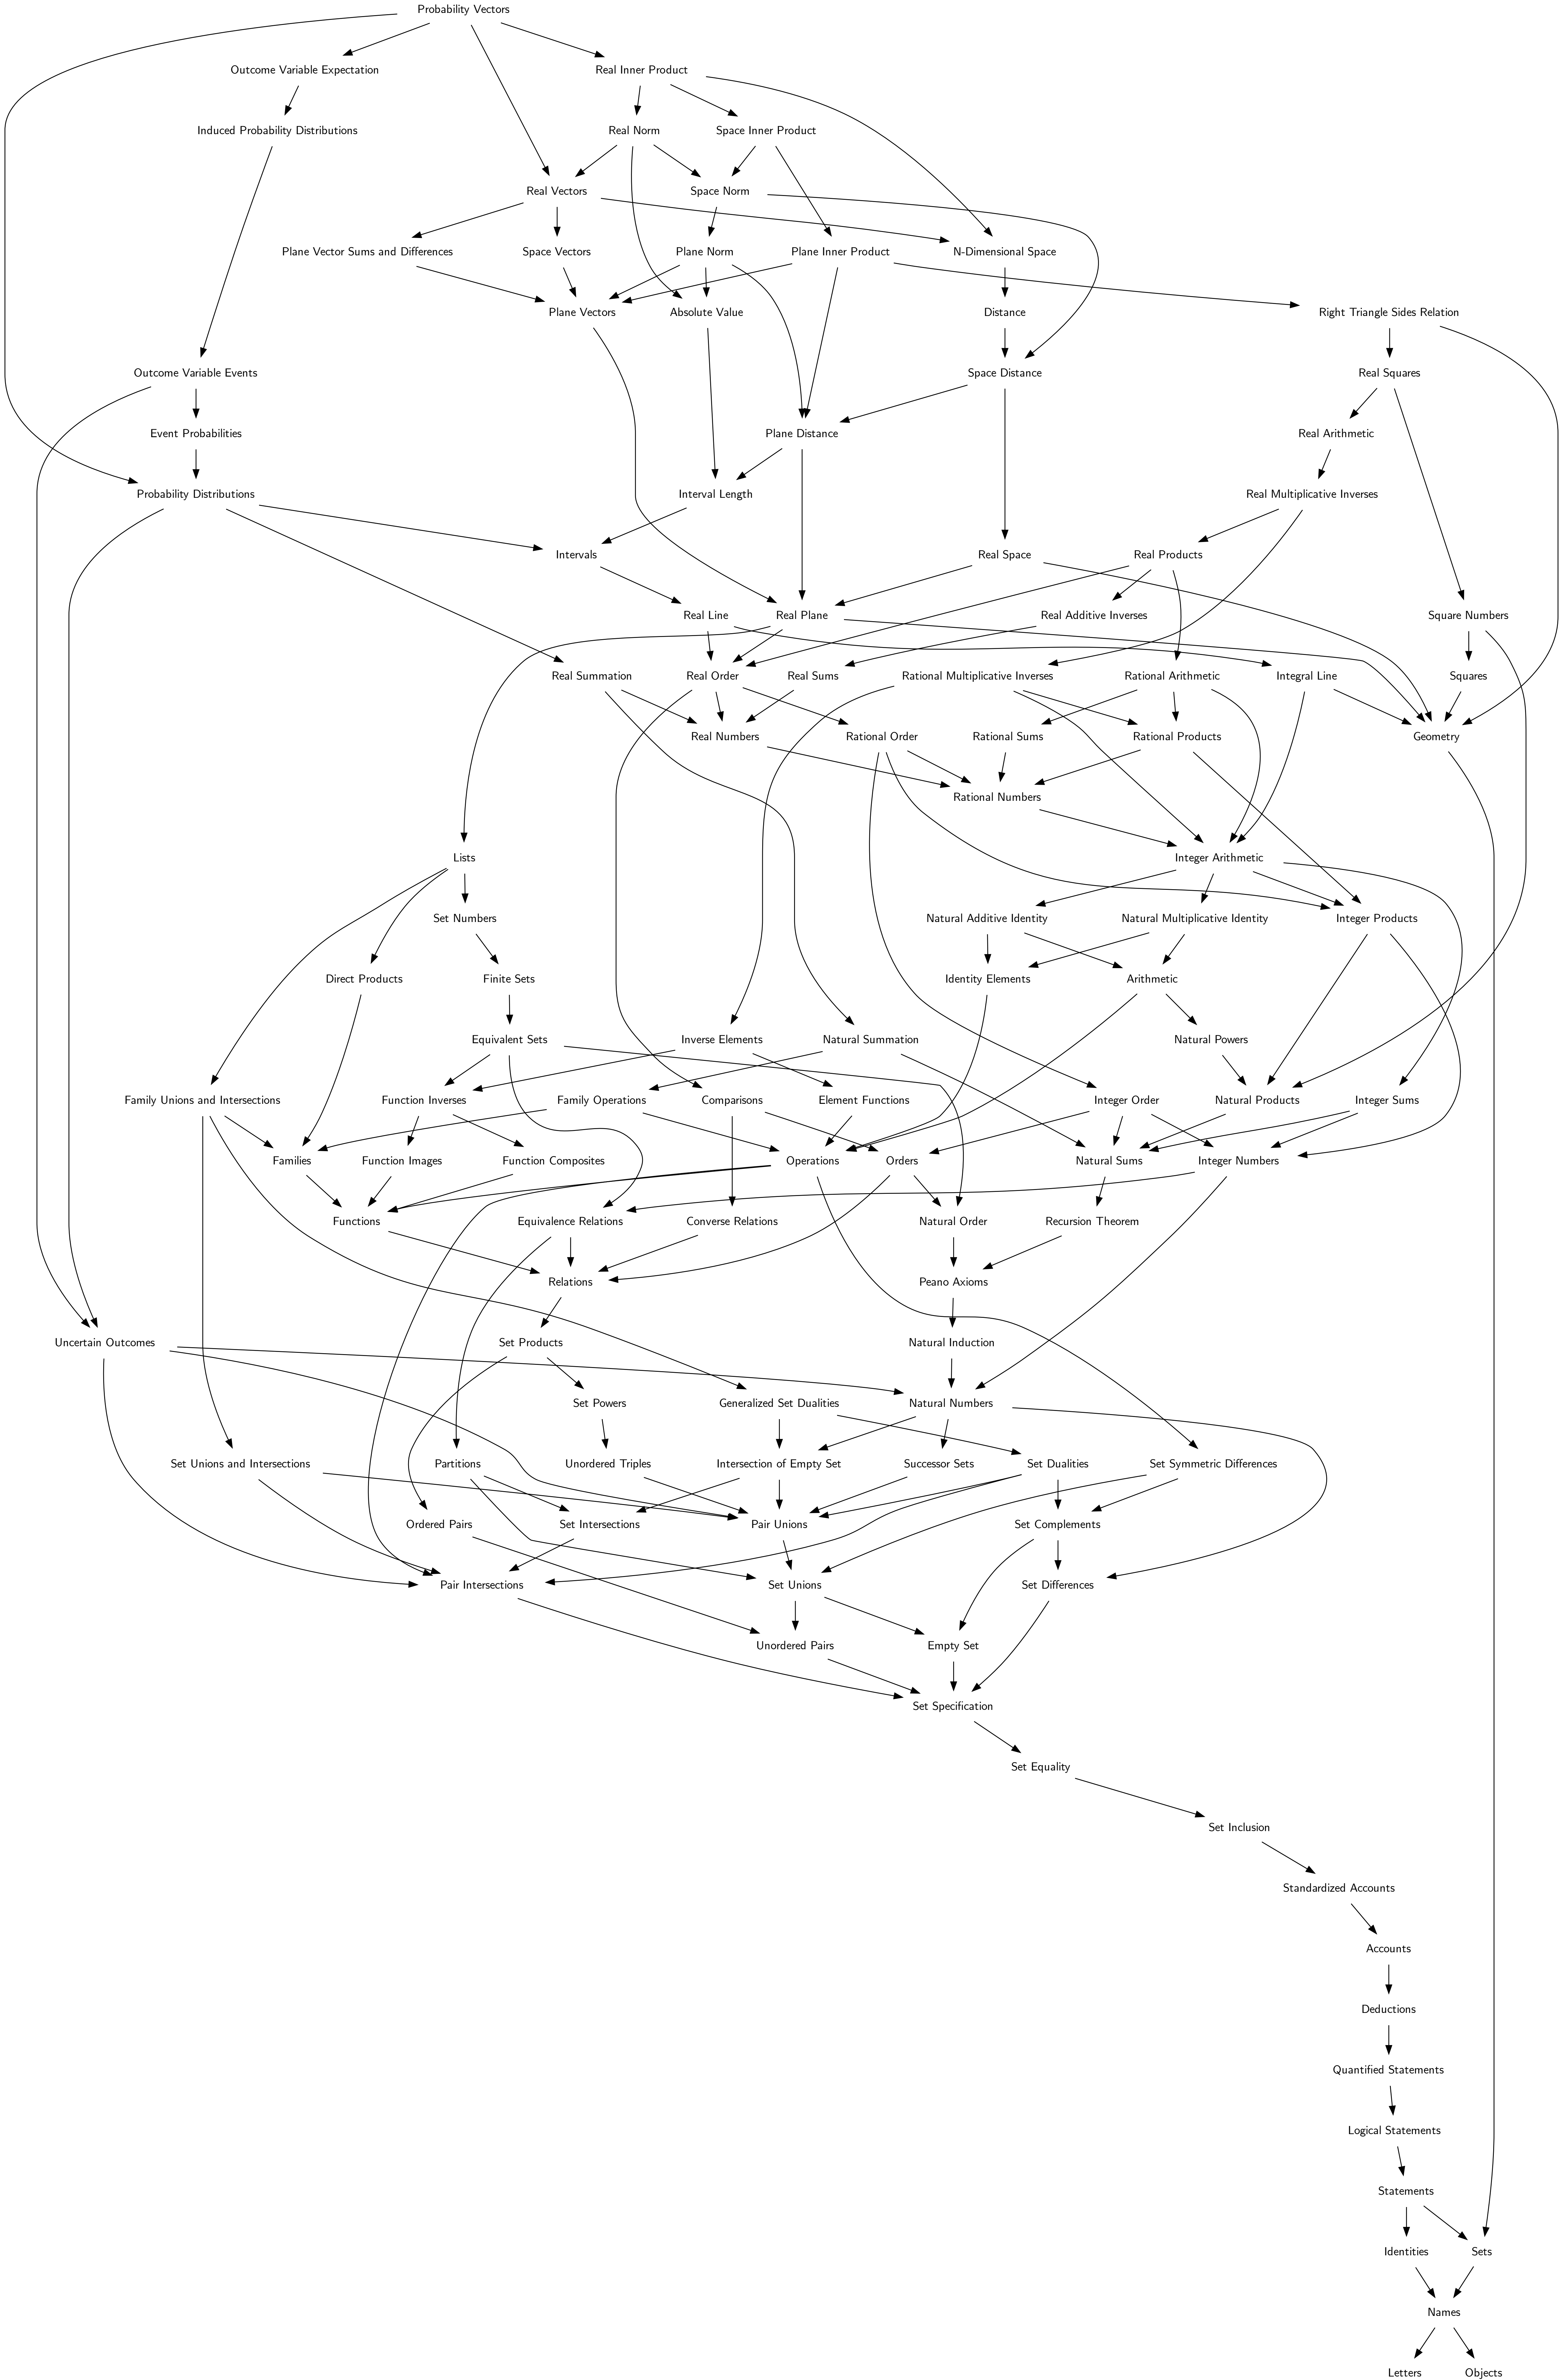 Probability Vectors
Outcome Variable Expectation
Real Inner Product
Induced Probability Distributions
Real Norm
Space Inner Product
Real Vectors
Space Norm
Plane Vector Sums and Differences
Space Vectors
Plane Norm
Plane Inner Product
N-Dimensional Space
Plane Vectors
Absolute Value
Distance
Right Triangle Sides Relation
Outcome Variable Events
Space Distance
Real Squares
Event Probabilities
Plane Distance
Real Arithmetic
Probability Distributions
Interval Length
Real Multiplicative Inverses
Intervals
Real Space
Real Products
Real Line
Real Plane
Real Additive Inverses
Square Numbers
Real Summation
Real Order
Real Sums
Rational Multiplicative Inverses
Rational Arithmetic
Integral Line
Squares
Real Numbers
Rational Order
Rational Sums
Rational Products
Geometry
Rational Numbers
Lists
Integer Arithmetic
Set Numbers
Natural Additive Identity
Natural Multiplicative Identity
Integer Products
Direct Products
Finite Sets
Identity Elements
Arithmetic
Equivalent Sets
Inverse Elements
Natural Summation
Natural Powers
Family Unions and Intersections
Function Inverses
Family Operations
Comparisons
Element Functions
Integer Order
Natural Products
Integer Sums
Families
Function Images
Function Composites
Operations
Orders
Natural Sums
Integer Numbers
Functions
Equivalence Relations
Converse Relations
Natural Order
Recursion Theorem
Relations
Peano Axioms
Uncertain Outcomes
Set Products
Natural Induction
Set Powers
Generalized Set Dualities
Natural Numbers
Set Unions and Intersections
Partitions
Unordered Triples
Intersection of Empty Set
Successor Sets
Set Dualities
Set Symmetric Differences
Ordered Pairs
Set Intersections
Pair Unions
Set Complements
Pair Intersections
Set Unions
Set Differences
Unordered Pairs
Empty Set
Set Specification
Set Equality
Set Inclusion
Standardized Accounts
Accounts
Deductions
Quantified Statements
Logical Statements
Statements
Identities
Sets
Names
Letters
Objects